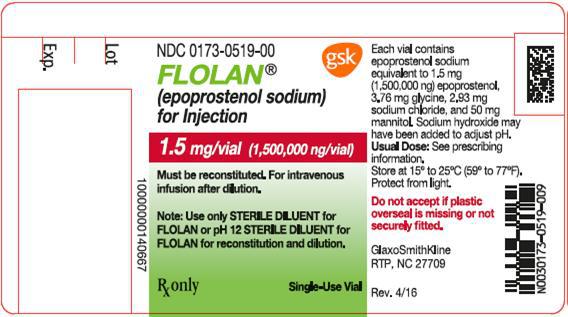 Exp.
Lot
10000000140667
NDC 0173-0519-00
gsk
FLOLAN®
(epoprostenol sodium)
for Injection
1.5 mg/vial (1,500,000 ng/vial)
Must be reconstituted. For intravenous
infusion after dilution.
Note: Use only STERILE DILUENT for
FLOLAN or pH 12 STERILE DILUENT for
FLOLAN for reconstitution and dilution.
Rx only
Single-Use Vial
Each vial contains
epoprostenol sodium
equivalent to 1.5 mg
(1,500,000 ng) epoprostenol,
3.76 mg glycine, 2.93 mg
sodium chloride, and 50 mg
mannitol. Sodium hydroxide may
have been added to adjust pH.
Usual Dose: See prescribing
information.
Store at 15° to 25°C (59° to 77°F).
Protect from light.
Do not accept if plastic
overseal is missing or not
securely fitted.
GlaxoSmithKline
RTP, NC 27709
Rev. 4/16
N0030173-0519-009